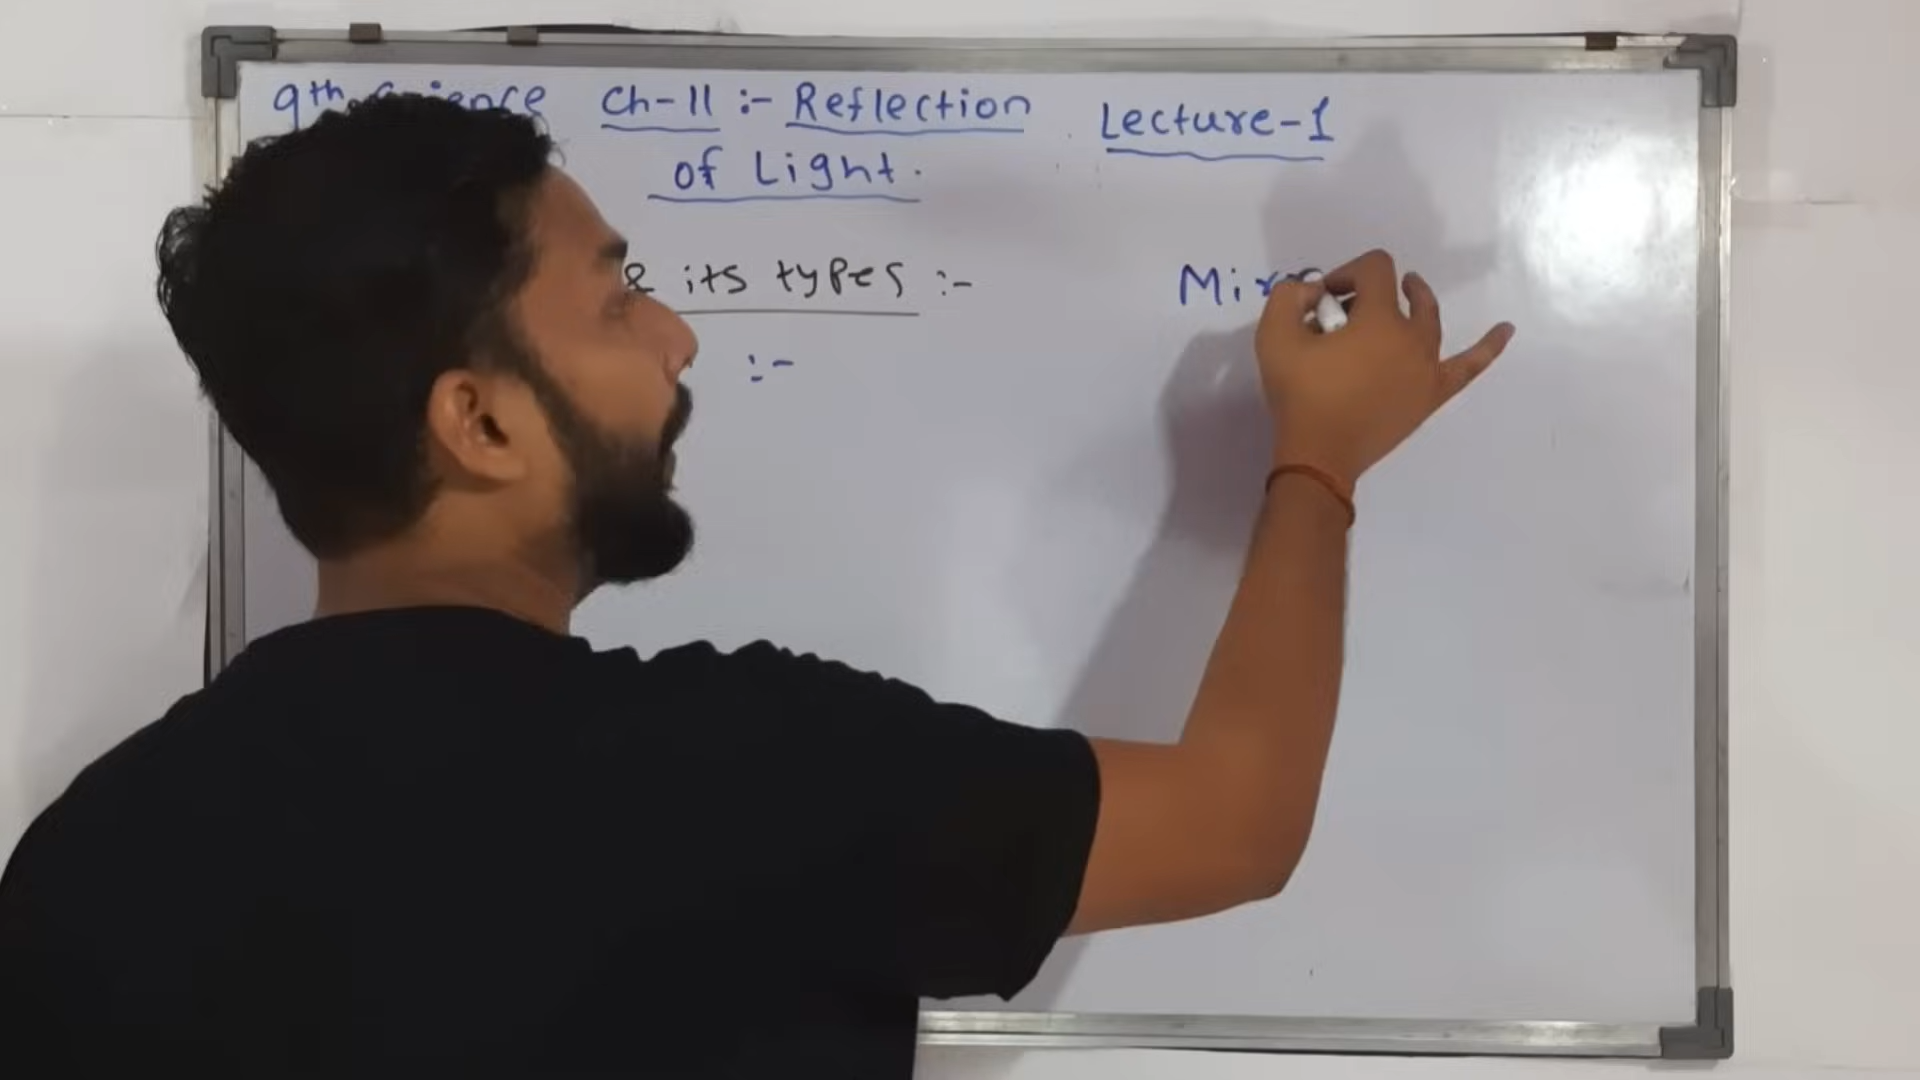 9th Science Ch-11 :- Reflection of Light.
Lecture-1
& its types :-
:-
Mirr